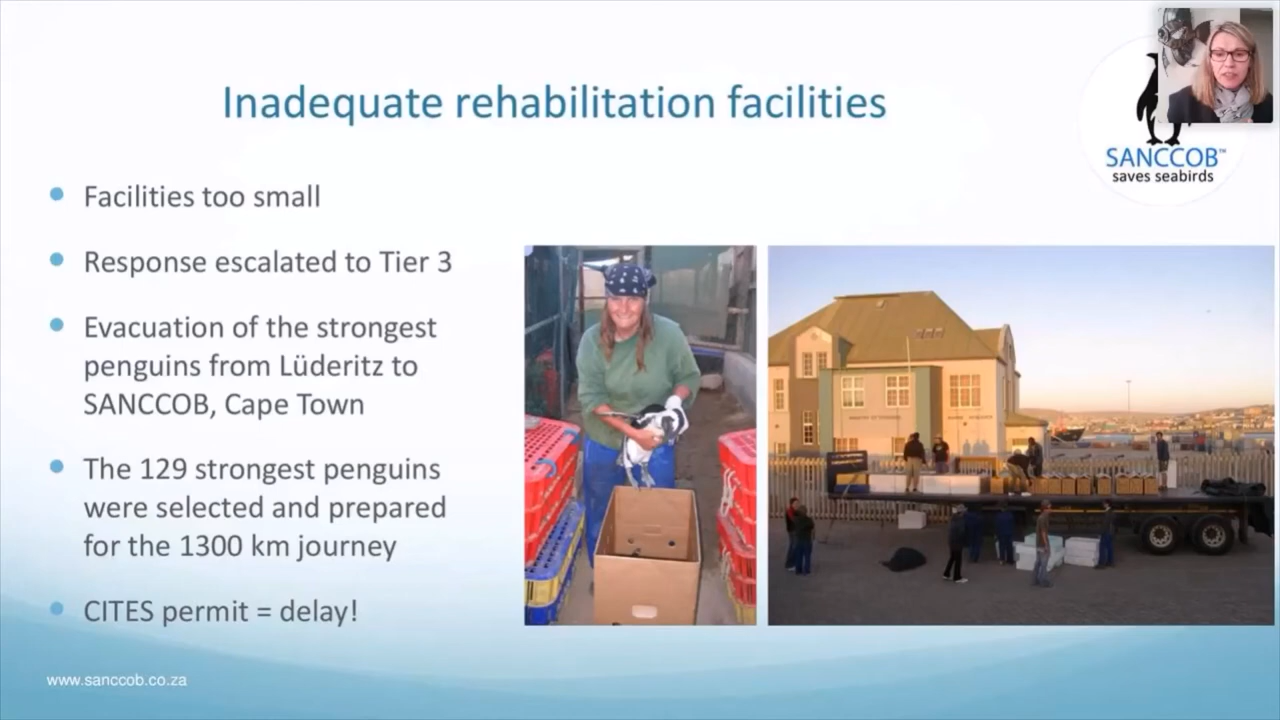 Inadequate rehabilitation facilities
SANCCOB™
saves seabirds
Facilities too small
Response escalated to Tier 3
Evacuation of the strongest
penguins from Lüderitz to
SANCCOB, Cape Town
The 129 strongest penguins
were selected and prepared
for the 1300 km journey
CITES permit = delay!
www.sanccob.co.za